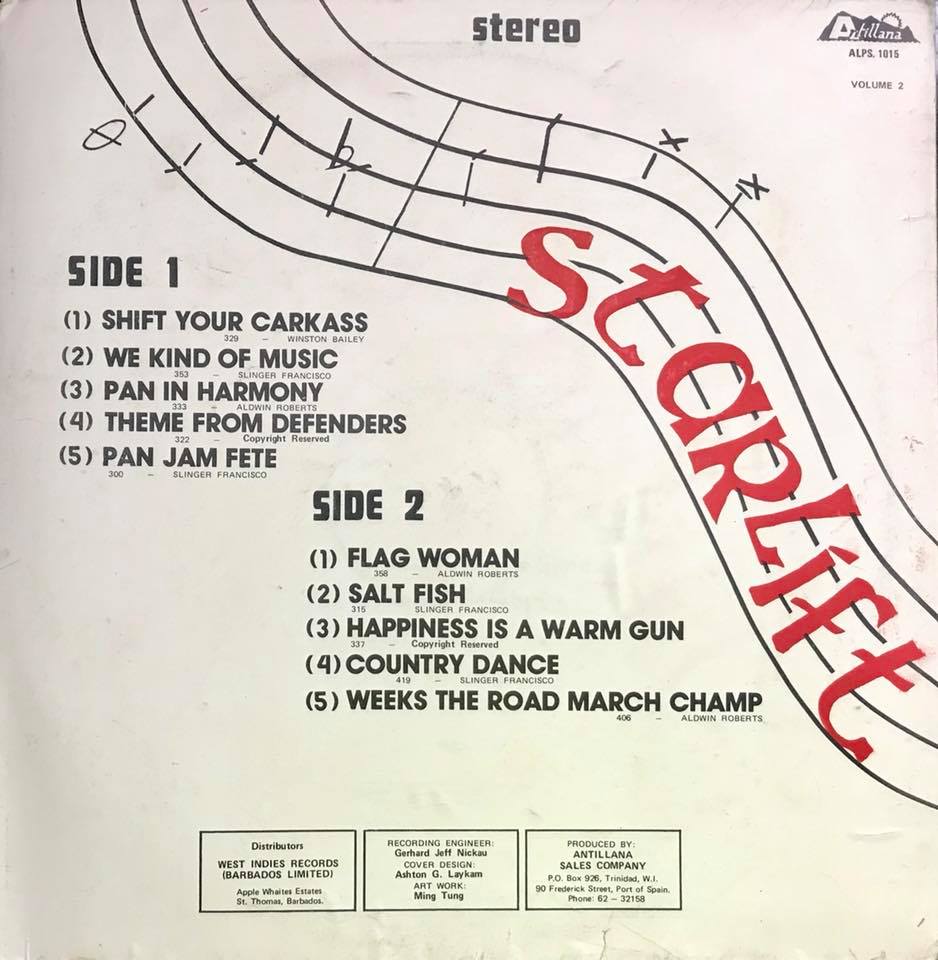 stereo
Antillana
ALPS. 1015
VOLUME 2
starlift
SIDE 1
(1) SHIFT YOUR CARKASS
329 – WINSTON BAILEY
(2) WE KIND OF MUSIC
353 – SLINGER FRANCISCO
(3) PAN IN HARMONY
333 – ALDWIN ROBERTS
(4) THEME FROM DEFENDERS
322 – Copyright Reserved
(5) PAN JAM FETE
300 – SLINGER FRANCISCO
SIDE 2
(1) FLAG WOMAN
358 – ALDWIN ROBERTS
(2) SALT FISH
315 SLINGER FRANCISCO
(3) HAPPINESS IS A WARM GUN
337 – Copyright Reserved
(4) COUNTRY DANCE
419 – SLINGER FRANCISCO
(5) WEEKS THE ROAD MARCH CHAMP
406 – ALDWIN ROBERTS
Distributors
WEST INDIES RECORDS
(BARBADOS LIMITED)
Apple Whaites Estates
St. Thomas, Barbados.
RECORDING ENGINEER:
Gerhard Jeff Nickau
COVER DESIGN:
Ashton G. Laykam
ART WORK:
Ming Tung
PRODUCED BY:
ANTILLANA
SALES COMPANY
P.O. Box 926, Trinidad, W.I.
90 Frederick Street, Port of Spain.
Phone: 62 – 32158